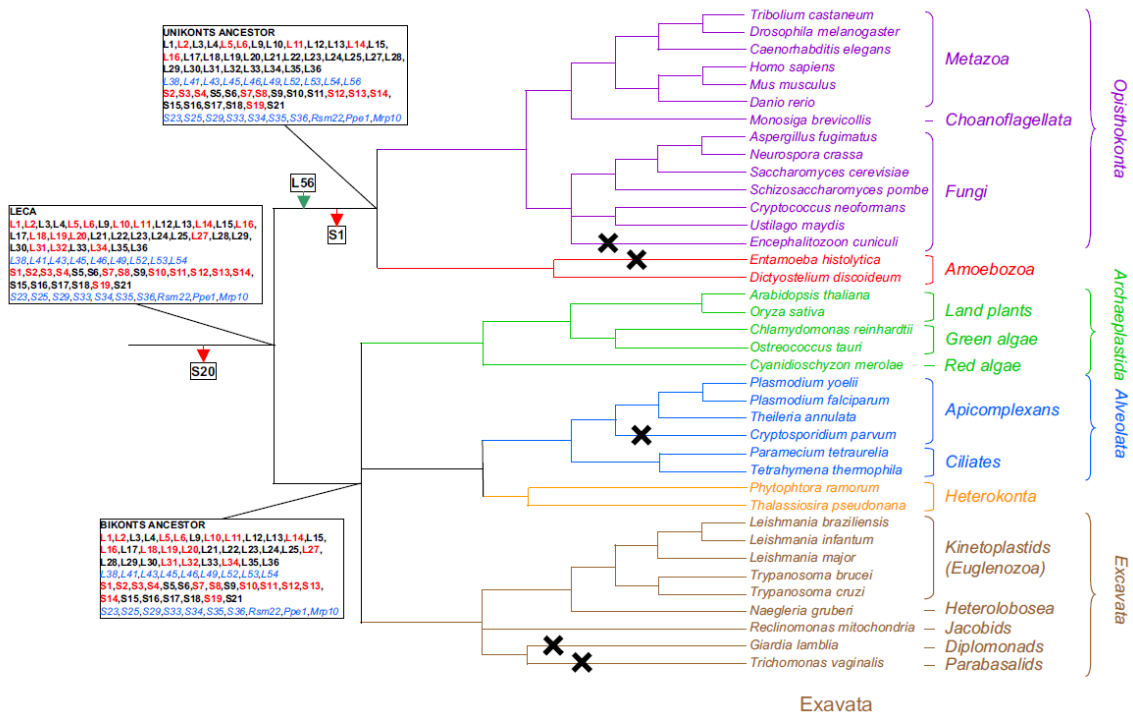 UNIKONTS ANCESTOR
L1,L2,L3,L4,L5,L6,L9,L10,L11,L12,L13,L14,L15,
L16,L17,L18,L19,L20,L21,L22,L23,L24,L25,L27,L28,
L29,L30,L31,L32,L33,L34,L35,L36
L38,L41,L43,L45,L46,L49,L52,L53,L54,L56
S2,S3,S4,S5,S6,S7,S8,S9,S10,S11,S12,S13,S14,
S15,S16,S17,S18,S19,S21
S23,S25,S29,S33,S34,S35,S36,Rsm22,Ppe1,Mrp10
L56
S1
LECA
L1,L2,L3,L4,L5,L6,L9,L10,L11,L12,L13,L14,L15,L16,
L17,L18,L19,L20,L21,L22,L23,L24,L25,L27,L28,L29,
L30,L31,L32,L33,L34,L35,L36
L38,L41,L43,L45,L46,L49,L52,L53,L54
S1,S2,S3,S4,S5,S6,S7,S8,S9,S10,S11,S12,S13,S14,
S15,S16,S17,S18,S19,S21
S23,S25,S29,S33,S34,S35,S36,Rsm22,Ppe1,Mrp10
S20
BIKONTS ANCESTOR
L1,L2,L3,L4,L5,L6,L9,L10,L11,L12,L13,L14,L15,
L16,L17,L18,L19,L20,L21,L22,L23,L24,L25,L27,
L28,L29,L30,L31,L32,L33,L34,L35,L36
L38,L41,L43,L45,L46,L49,L52,L53,L54
S1,S2,S3,S4,S5,S6,S7,S8,S9,S10,S11,S12,S13,
S14,S15,S16,S17,S18,S19,S21
S23,S25,S29,S33,S34,S35,S36,Rsm22,Ppe1,Mrp10
Tribolium castaneum
Drosophila melanogaster
Caenorhabditis elegans
Homo sapiens
Mus musculus
Danio rerio
Monosiga brevicollis
Aspergillus fugimatus
Neurospora crassa
Saccharomyces cerevisiae
Schizosaccharomyces pombe
Cryptococcus neoformans
Ustilago maydis
Encephalitozoon cuniculi
Entamoeba histolytica
Dictyostelium discoideum
Arabidopsis thaliana
Oryza sativa
Chlamydomonas reinhardtii
Ostreococcus tauri
Cyanidioschyzon merolae
Plasmodium yoelii
Plasmodium falciparum
Theileria annulata
Cryptosporidium parvum
Paramecium tetraurelia
Tetrahymena thermophila
Phytophtora ramorum
Thalassiosira pseudonana
Leishmania braziliensis
Leishmania infantum
Leishmania major
Trypanosoma brucei
Trypanosoma cruzi
Naegleria gruberi
Reclinomonas mitochondria
Giardia lamblia
Trichomonas vaginalis
Metazoa
Choanoflagellata
Fungi
Amoebozoa
Land plants
Green algae
Red algae
Apicomplexans
Ciliates
Heterokonta
Kinetoplastids
(Euglenozoa)
Heterolobosea
Jacobids
Diplomonads
Parabasalids
Opisthokonta
Archaeplastida
Alveolata
Excavata
Exavata